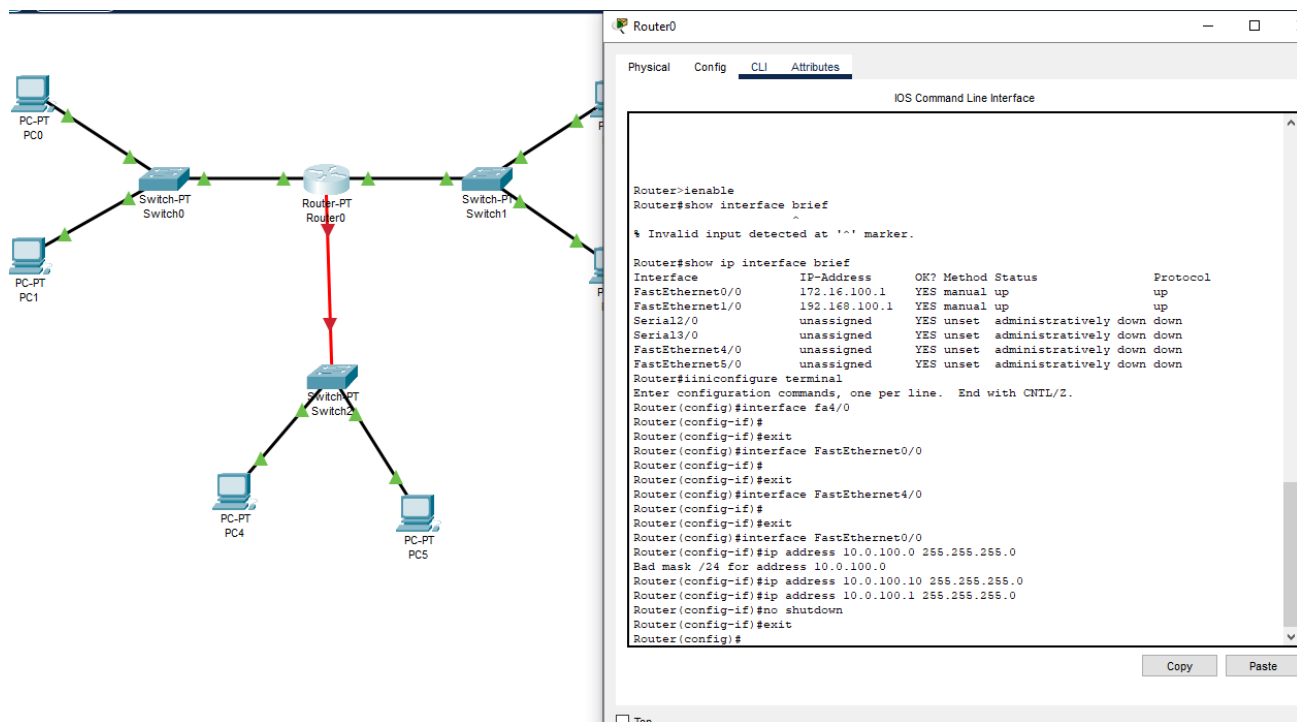 PC-PT
PC0
PC-PT
PC1
Switch-PT
Switch0
Router-PT
Router0
Switch-PT
Switch1
Switch-PT
Switch2
PC-PT
PC4
PC-PT
PC5
Router0
Physical Config CLI Attributes
IOS Command Line Interface
Router>ienable
Router#show interface brief
^
% Invalid input detected at '^' marker.
Router#show ip interface brief
Interface IP-Address OK? Method Status Protocol
FastEthernet0/0 172.16.100.1 YES manual up up
FastEthernet1/0 192.168.100.1 YES manual up up
Serial2/0 unassigned YES unset administratively down down
Serial3/0 unassigned YES unset administratively down down
FastEthernet4/0 unassigned YES unset administratively down down
FastEthernet5/0 unassigned YES unset administratively down down
Router#iiniconfigure terminal
Enter configuration commands, one per line. End with CNTL/Z.
Router(config)#interface fa4/0
Router(config-if)#
Router(config-if)#exit
Router(config)#interface FastEthernet0/0
Router(config-if)#
Router(config-if)#exit
Router(config)#interface FastEthernet4/0
Router(config-if)#
Router(config-if)#exit
Router(config)#interface FastEthernet0/0
Router(config-if)#ip address 10.0.100.0 255.255.255.0
Bad mask /24 for address 10.0.100.0
Router(config-if)#ip address 10.0.100.10 255.255.255.0
Router(config-if)#ip address 10.0.100.1 255.255.255.0
Router(config-if)#no shutdown
Router(config-if)#exit
Router(config)#
Copy Paste
Top